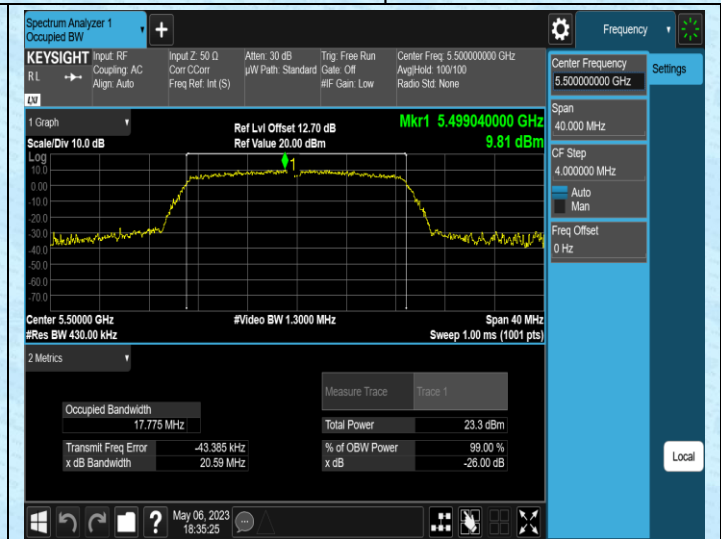 Spectrum Analyzer 1
Occupied BW
+
Frequency
KEYSIGHT
R L
LXI
Input: RF
Coupling: AC
Align: Auto
Input Z: 50 Ω
Corr CCorr
Freq Ref: Int (S)
Atten: 30 dB
µW Path: Standard
Trig: Free Run
Gate: Off
#IF Gain: Low
Center Freq: 5.500000000 GHz
Avg|Hold: 100/100
Radio Std: None
Center Frequency
5.500000000 GHz
Settings
Span
40.000 MHz
CF Step
4.000000 MHz
Auto
Man
Freq Offset
0 Hz
1 Graph
Scale/Div 10.0 dB
Ref Lvl Offset 12.70 dB
Ref Value 20.00 dBm
Mkr1 5.499040000 GHz
9.81 dBm
Log
10.0
0.00
-10.0
-20.0
-30.0
-40.0
-50.0
-60.0
-70.0
1
Center 5.50000 GHz
#Res BW 430.00 kHz
#Video BW 1.3000 MHz
Span 40 MHz
Sweep 1.00 ms (1001 pts)
2 Metrics
Measure Trace Trace 1
Occupied Bandwidth
17.775 MHz
Total Power 23.3 dBm
Transmit Freq Error -43.385 kHz
% of OBW Power 99.00 %
x dB Bandwidth 20.59 MHz
x dB -26.00 dB
Local
?
May 06, 2023
18:35:25